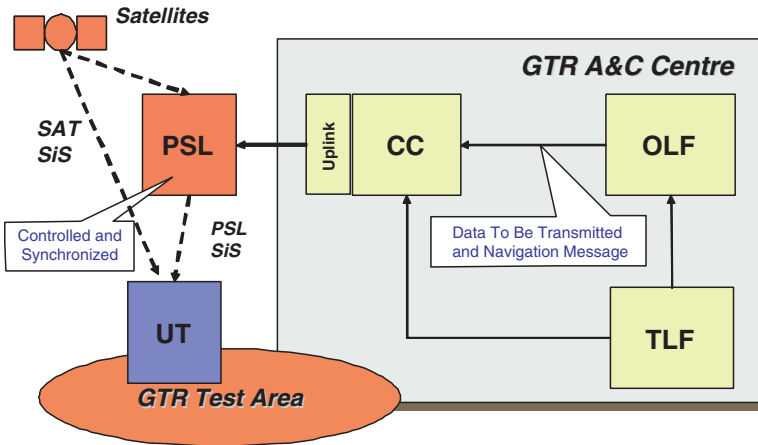 Satellites
GTR A&C Centre
SAT
SiS
PSL
Uplink
CC
OLF
Controlled and
Synchronized
PSL
SiS
Data To Be Transmitted
and Navigation Message
UT
TLF
GTR Test Area